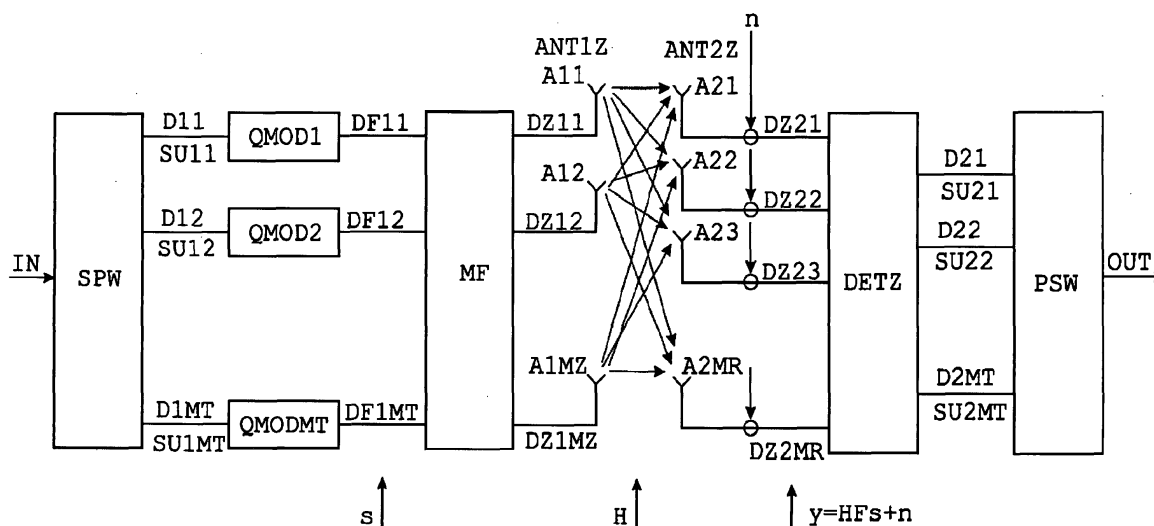 n
ANT1Z ANT2Z
A11 A21
D11 QMOD1 DF11 DZ11 DZ21
SU11
A12 A22 D21
SU21
D12 QMOD2 DF12 DZ12 DZ22
SU12
A23 D22
SU22
IN SPW MF DZ23 DETZ PSW OUT
A1MZ A2MR
D1MT QMODMT DF1MT DZ1MZ DZ2MR D2MT
SU1MT SU2MT
s H y=HFs+n